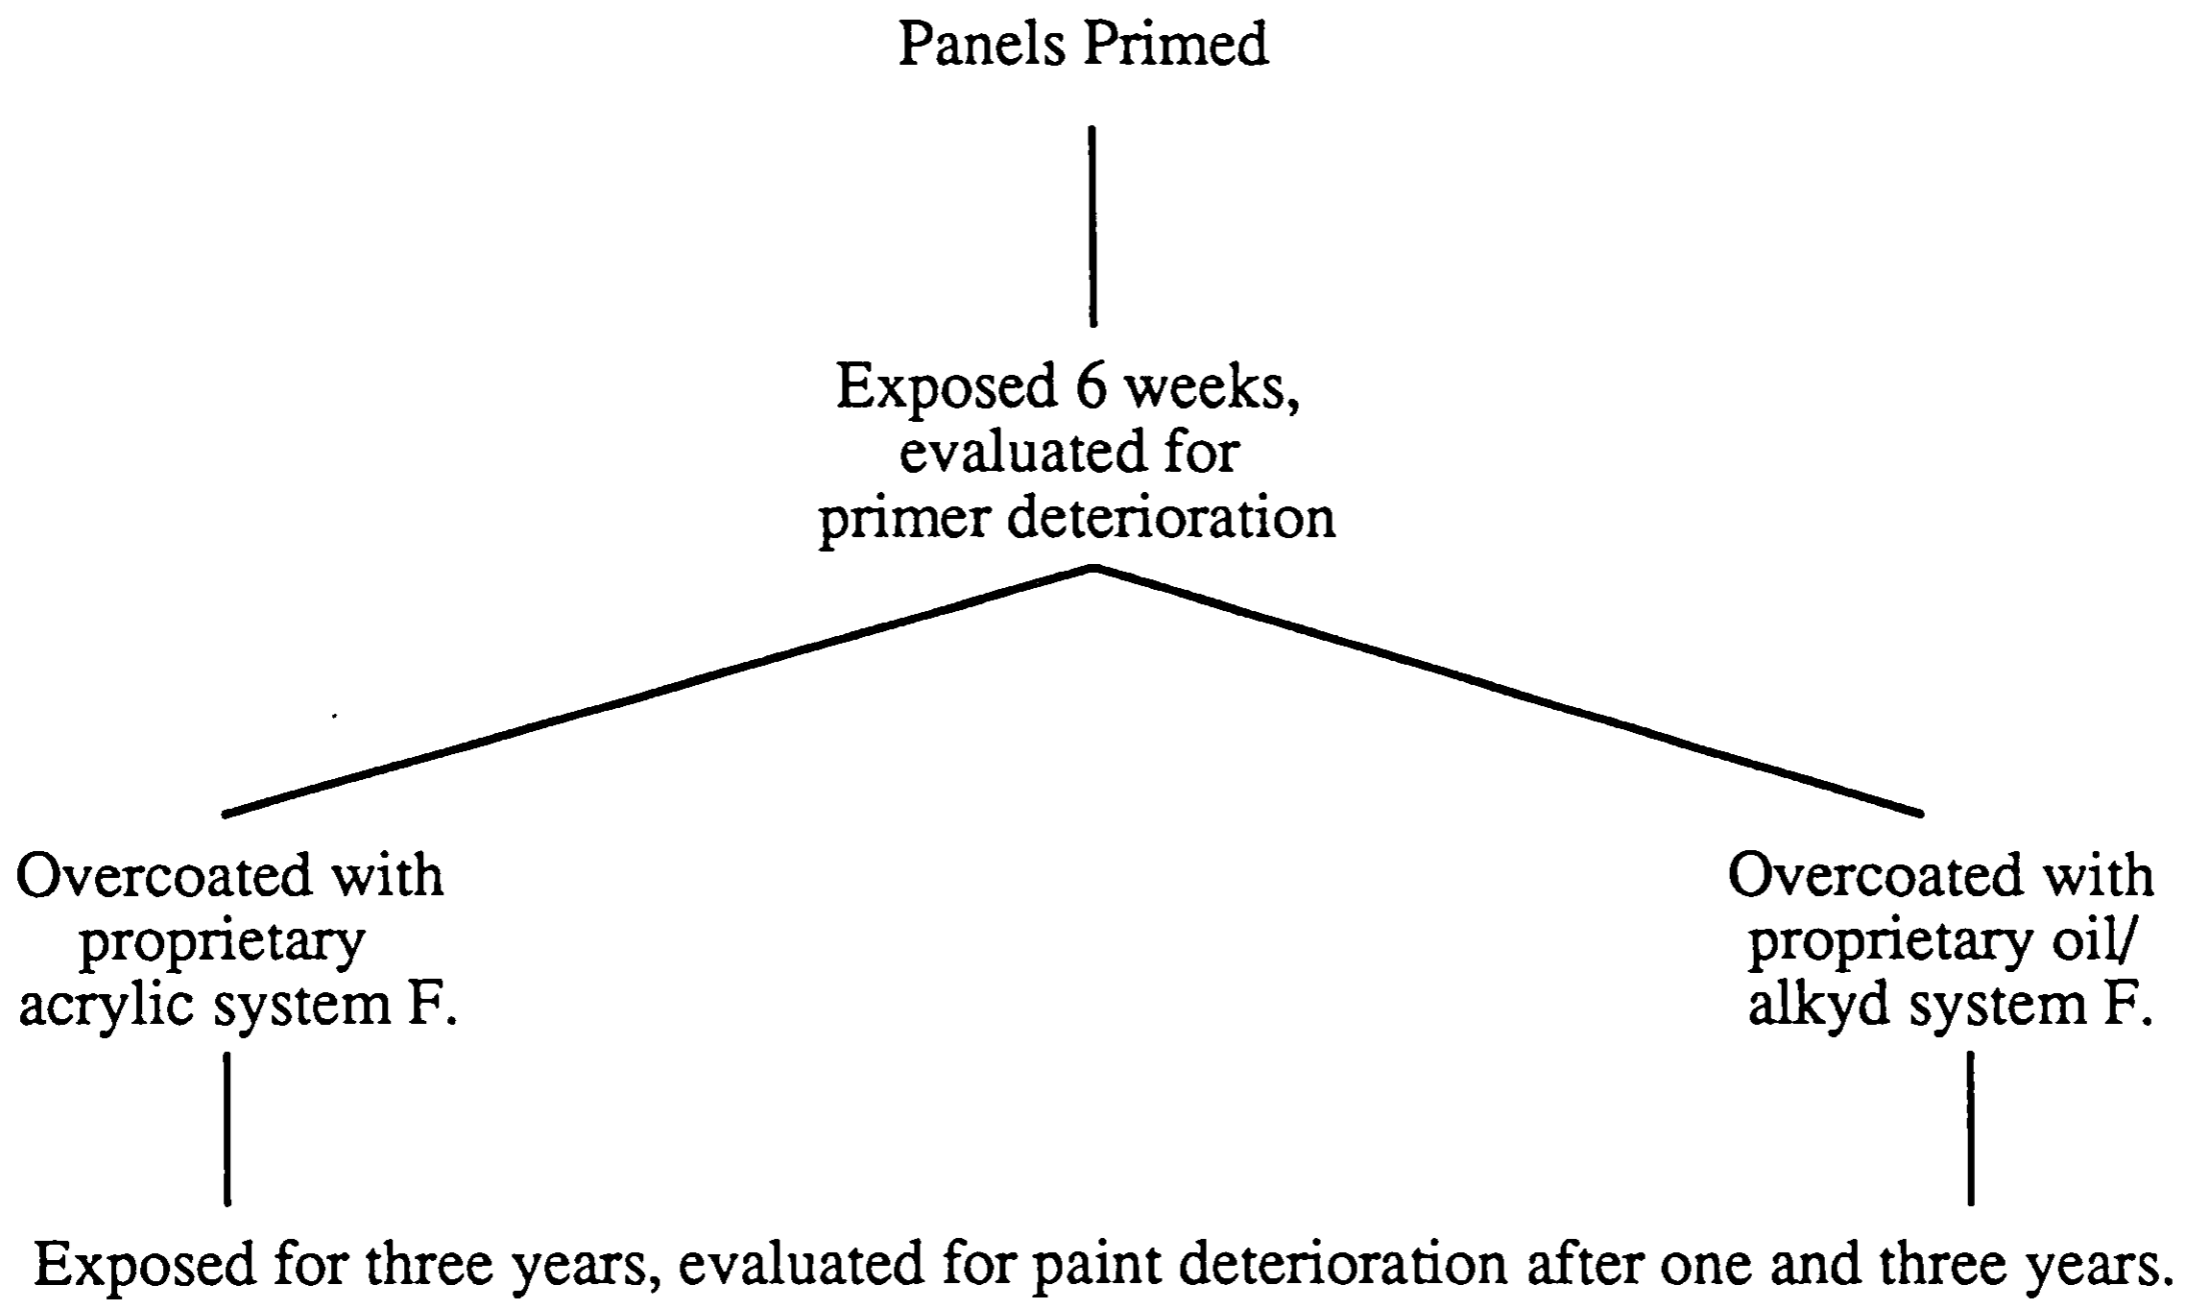 Panels Primed
Exposed 6 weeks,
evaluated for
primer deterioration
Overcoated with
proprietary
acrylic system F.
Overcoated with
proprietary oil/
alkyd system F.
Exposed for three years, evaluated for paint deterioration after one and three years.